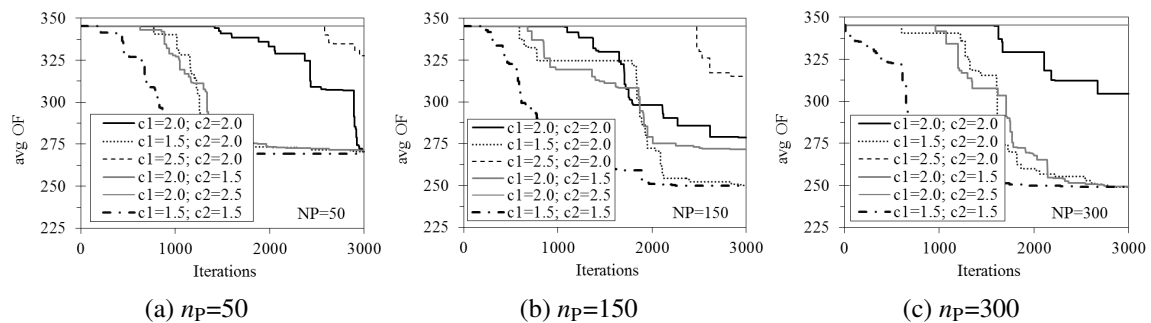 345
325
300
275
250
225
avg OF
0
1000
2000
3000
Iterations
c1=2.0; c2=2.0
c1=1.5; c2=2.0
c1=2.5; c2=2.0
c1=2.0; c2=1.5
c1=2.0; c2=2.5
c1=1.5; c2=1.5
NP=50
(a) nP=50
350
325
300
275
250
225
avg OF
0
1000
2000
3000
Iterations
c1=2.0; c2=2.0
c1=1.5; c2=2.0
c1=2.5; c2=2.0
c1=2.0; c2=1.5
c1=2.0; c2=2.5
c1=1.5; c2=1.5
NP=150
(b) nP=150
350
325
300
275
250
225
avg OF
0
1000
2000
3000
Iterations
c1=2.0; c2=2.0
c1=1.5; c2=2.0
c1=2.5; c2=2.0
c1=2.0; c2=1.5
c1=2.0; c2=2.5
c1=1.5; c2=1.5
NP=300
(c) nP=300